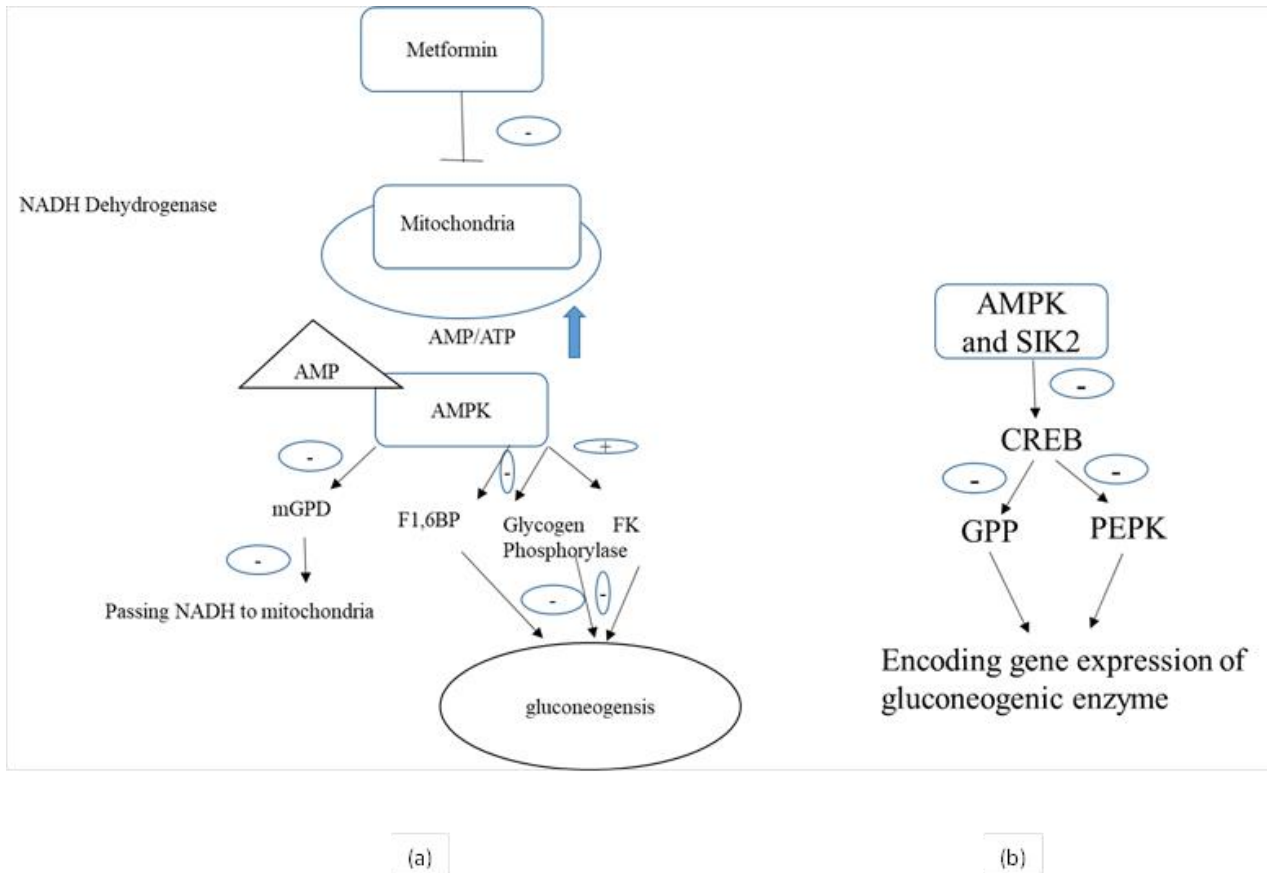 Metformin
-
NADH Dehydrogenase
Mitochondria
AMP/ATP
AMP
AMPK
-
-
+
mGPD
F1,6BP
Glycogen
Phosphorylase
FK
-
-
-
Passing NADH to mitochondria
gluconeogensis
(a)
AMPK
and SIK2
-
CREB
-
-
GPP
PEPK
Encoding gene expression of
gluconeogenic enzyme
(b)